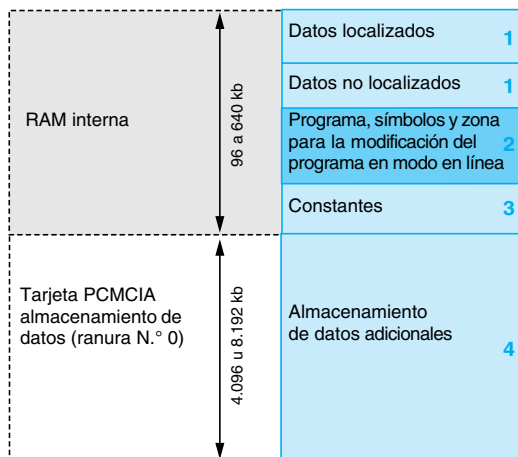 RAM interna
96 a 640 kb
Datos localizados 1
Datos no localizados 1
Programa, símbolos y zona
para la modificación del 2
programa en modo en línea
Constantes 3
Tarjeta PCMCIA
almacenamiento de
datos (ranura N.° 0)
4.096 u 8.192 kb
Almacenamiento
de datos adicionales
4